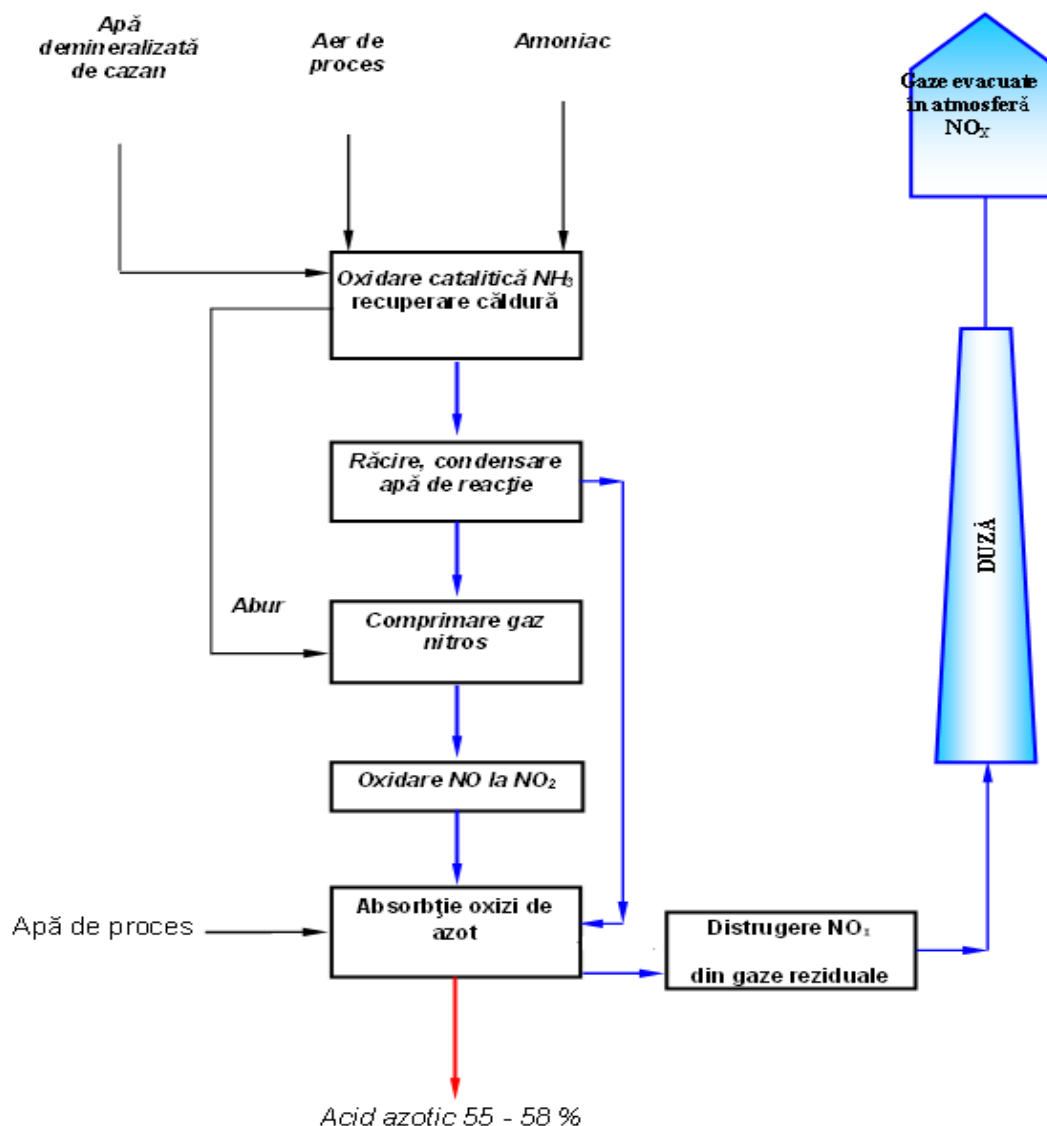 Apă
demineralizată
de cazan
Aer de
proces
Amoniac
Gaze evacuate
în atmosferă
NOX
Oxidare catalitică NH3
recuperare căldură
Răcire, condensare
apă de reacţie
Abur
Comprimare gaz
nitros
DUZĂ
Oxidare NO la NO2
Absorbţie oxizi de
azot
Apă de proces
Distrugere NOx
din gaze reziduale
Acid azotic 55 - 58 %